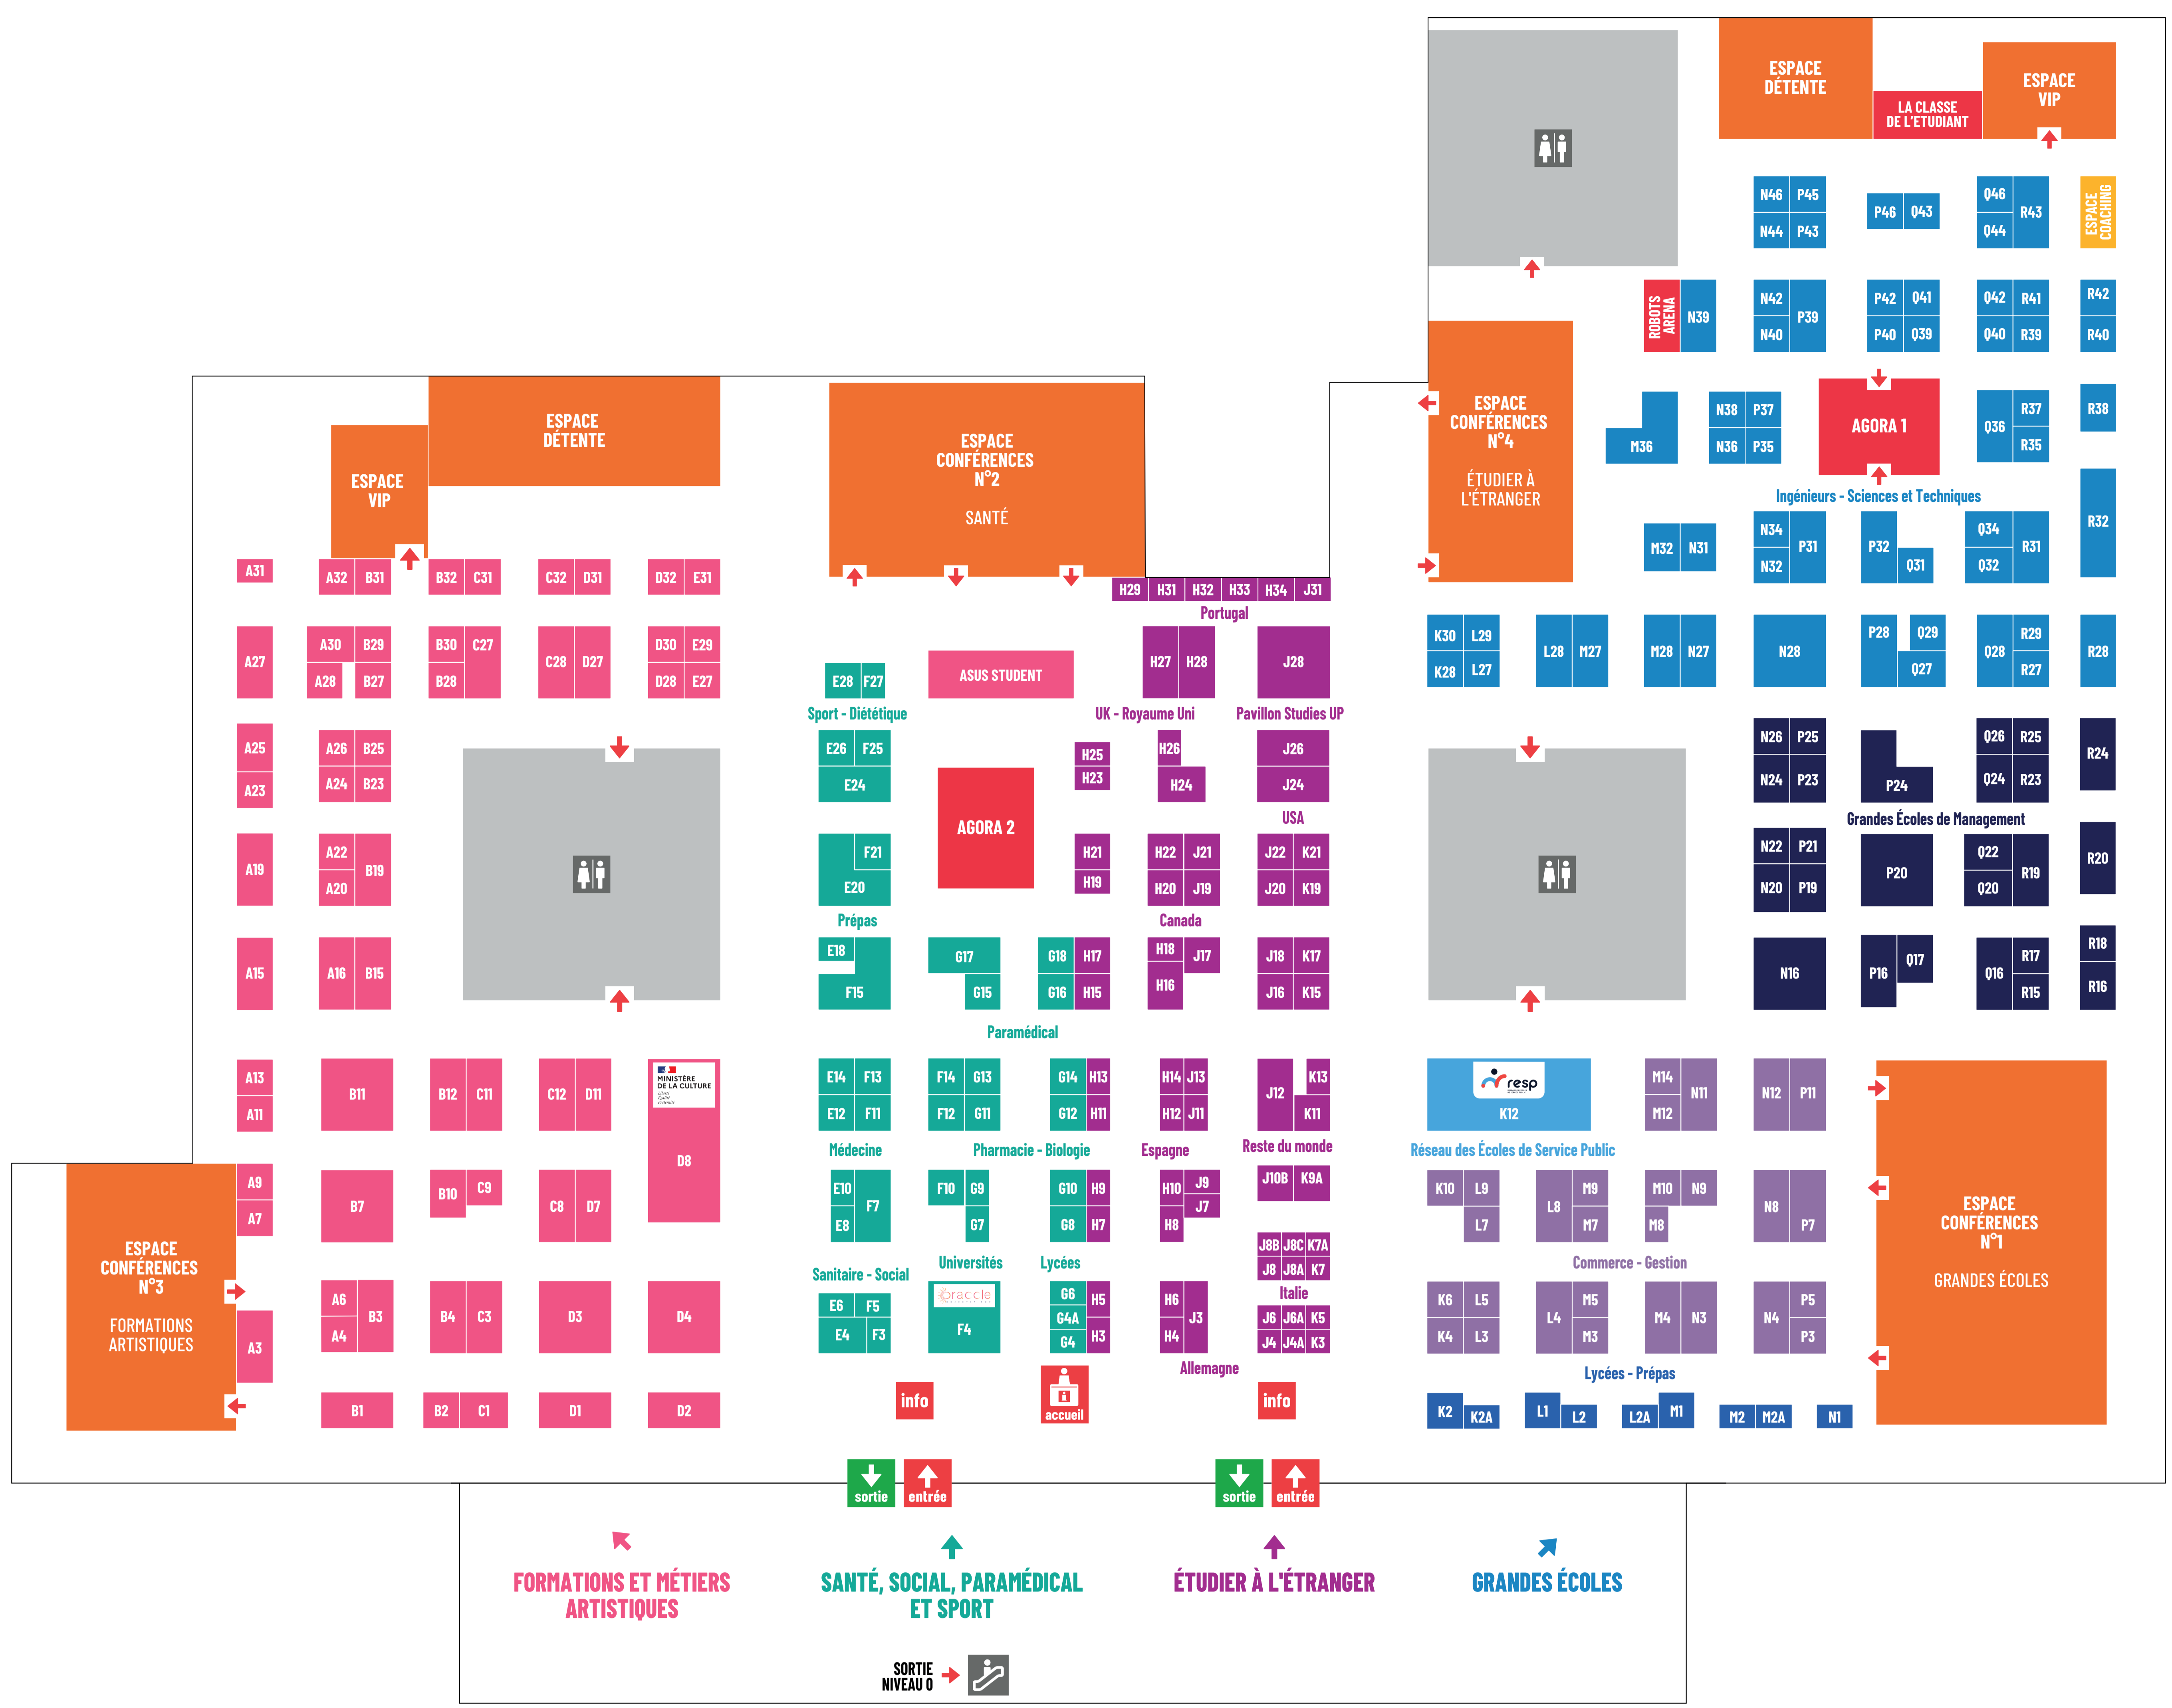 ESPACE
DÉTENTE
ESPACE
VIP
LA CLASSE
DE L'ETUDIANT
N46 P45
N44 P43
P46 Q43
Q46 R43
Q44
ESPACE
COACHING
ROBOTS
ARENA
N39
N42 P39
N40
P42 Q41
P40 Q39
Q42 R41
Q40 R39
R42
R40
ESPACE
CONFÉRENCES
N°4
ÉTUDIER À
L'ÉTRANGER
M36
N38 P37
N36 P35
AGORA 1
Q36 R37
R35
R38
Ingénieurs - Sciences et Techniques
M32 N31
N34 P31
N32
P32
Q31
Q34 R31
Q32
R32
K30 L29
K28 L27
L28 M27
M28 N27
N28
P28 Q29
Q27
Q28 R29
R27
R28
N26 P25
N24 P23
P24
Q26 R25
Q24 R23
R24
Grandes Écoles de Management
N22 P21
N20 P19
P20
Q22 R19
Q20
R20
N16
P16 Q17
Q16 R17
R15
R18
R16
ESPACE
DÉTENTE
ESPACE
VIP
ESPACE
CONFÉRENCES
N°2
SANTÉ
A31
A32 B31
B32 C31
C32 D31
D32 E31
A27
A30 B29
A28 B27
B30 C27
B28
C28 D27
D30 E29
D28 E27
A25
A23
A26 B25
A24 B23
A19
A22 B19
A20
A15
A16 B15
H29 H31 H32 H33 H34 J31
Portugal
E28 F27
ASUS STUDENT
H27 H28
J28
Sport - Diététique
UK - Royaume Uni
Pavillon Studies UP
E26 F25
E24
AGORA 2
H25
H23
H26
H24
J26
J24
USA
F21
E20
H21
H19
H22 J21
H20 J19
J22 K21
J20 K19
Prépas
Canada
E18
F15
G17
G15
G18 H17
G16 H15
H18 J17
H16
J18 K17
J16 K15
Paramédical
A13
A11
B11
B12 C11
C12 D11
MINISTÈRE
DE LA CULTURE
Liberté
Égalité
Fraternité
D8
E14 F13
E12 F11
F14 G13
F12 G11
G14 H13
G12 H11
H14 J13
H12 J11
J12 K13
K11
resp
K12
M14 N11
M12
N12 P11
Médecine
Pharmacie - Biologie
Espagne
Reste du monde
Réseau des Écoles de Service Public
A9
A7
B7
B10 C9
C8 D7
E10 F7
E8
F10 G9
G7
G10 H9
G8 H7
H10 J9
J7
H8
J10B K9A
K10 L9
L7
L8 M9
M7
M10 N9
M8
N8
P7
J8B J8C K7A
J8 J8A K7
Sanitaire - Social
Universités
Lycées
Italie
Commerce - Gestion
ESPACE
CONFÉRENCES
N°1
GRANDES ÉCOLES
ESPACE
CONFÉRENCES
N°3
FORMATIONS
ARTISTIQUES
A3
A6 B3
A4
B4 C3
D3
D4
E6 F5
E4 F3
oraccle
F4
G6 H5
G4A
G4 H3
H6 J3
H4
J6 J6A K5
J4 J4A K3
K6 L5
K4 L3
L4 M5
M3
M4 N3
N4 P5
P3
Allemagne
Lycées - Prépas
B1
B2 C1
D1
D2
info
accueil
info
K2 K2A
L1 L2
L2A M1
M2 M2A
N1
sortie entrée
sortie entrée
FORMATIONS ET MÉTIERS
ARTISTIQUES
SANTÉ, SOCIAL, PARAMÉDICAL
ET SPORT
ÉTUDIER À L'ÉTRANGER
GRANDES ÉCOLES
SORTIE
NIVEAU 0